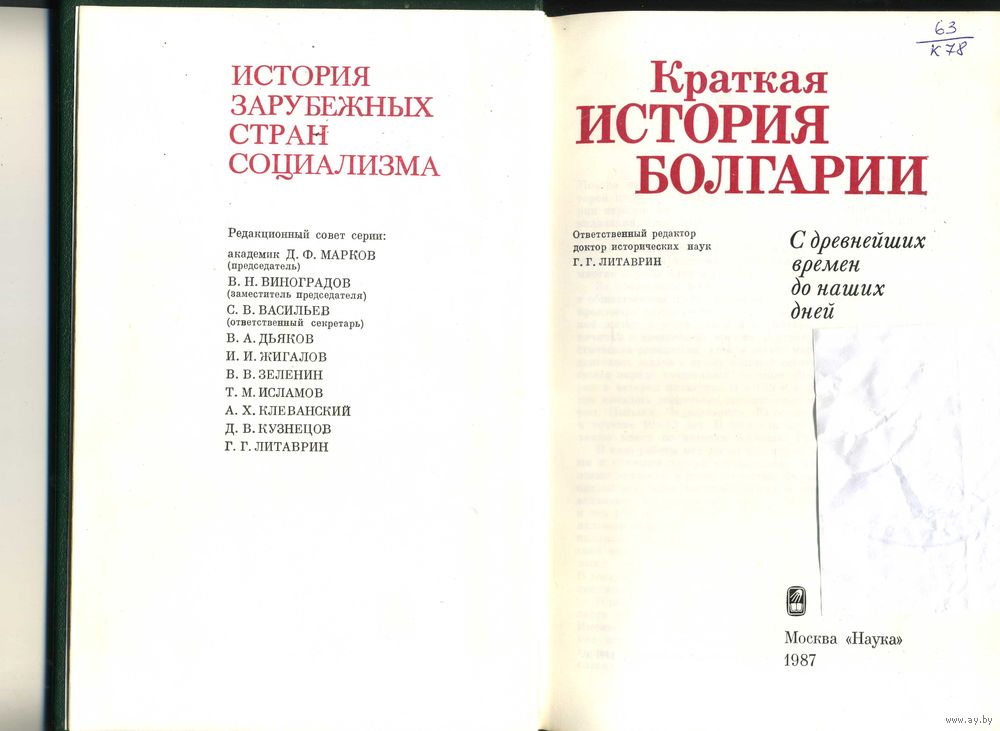 ИСТОРИЯ
ЗАРУБЕЖНЫХ
СТРАН
СОЦИАЛИЗМА
Редакционный совет серии:
академик Д. Ф. МАРКОВ
(председатель)
В. Н. ВИНОГРАДОВ
(заместитель председателя)
С. В. ВАСИЛЬЕВ
(ответственный секретарь)
В. А. ДЬЯКОВ
И. И. ЖИГАЛОВ
В. В. ЗЕЛЕНИН
Т. М. ИСЛАМОВ
А. Х. КЛЕВАНСКИЙ
Д. В. КУЗНЕЦОВ
Г. Г. ЛИТАВРИН
63
К 78
Краткая
ИСТОРИЯ
БОЛГАРИИ
Ответственный редактор
доктор исторических наук
Г. Г. ЛИТАВРИН
С древнейших
времен
до наших
дней
Москва «Наука»
1987
www.ay.by